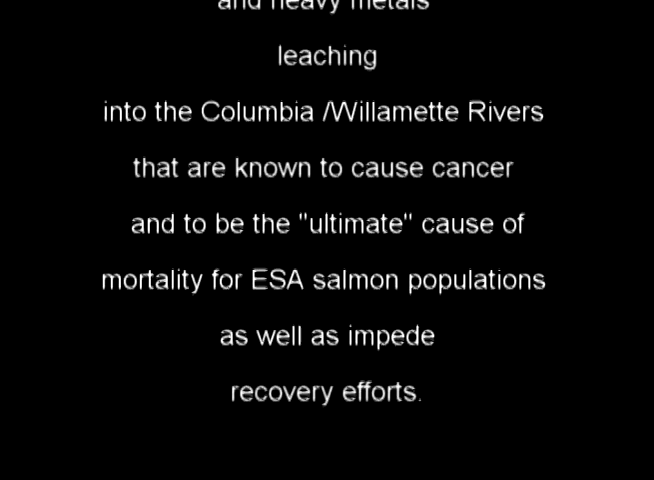 and heavy metals
leaching
into the Columbia /Willamette Rivers
that are known to cause cancer
and to be the "ultimate" cause of
mortality for ESA salmon populations
as well as impede
recovery efforts.